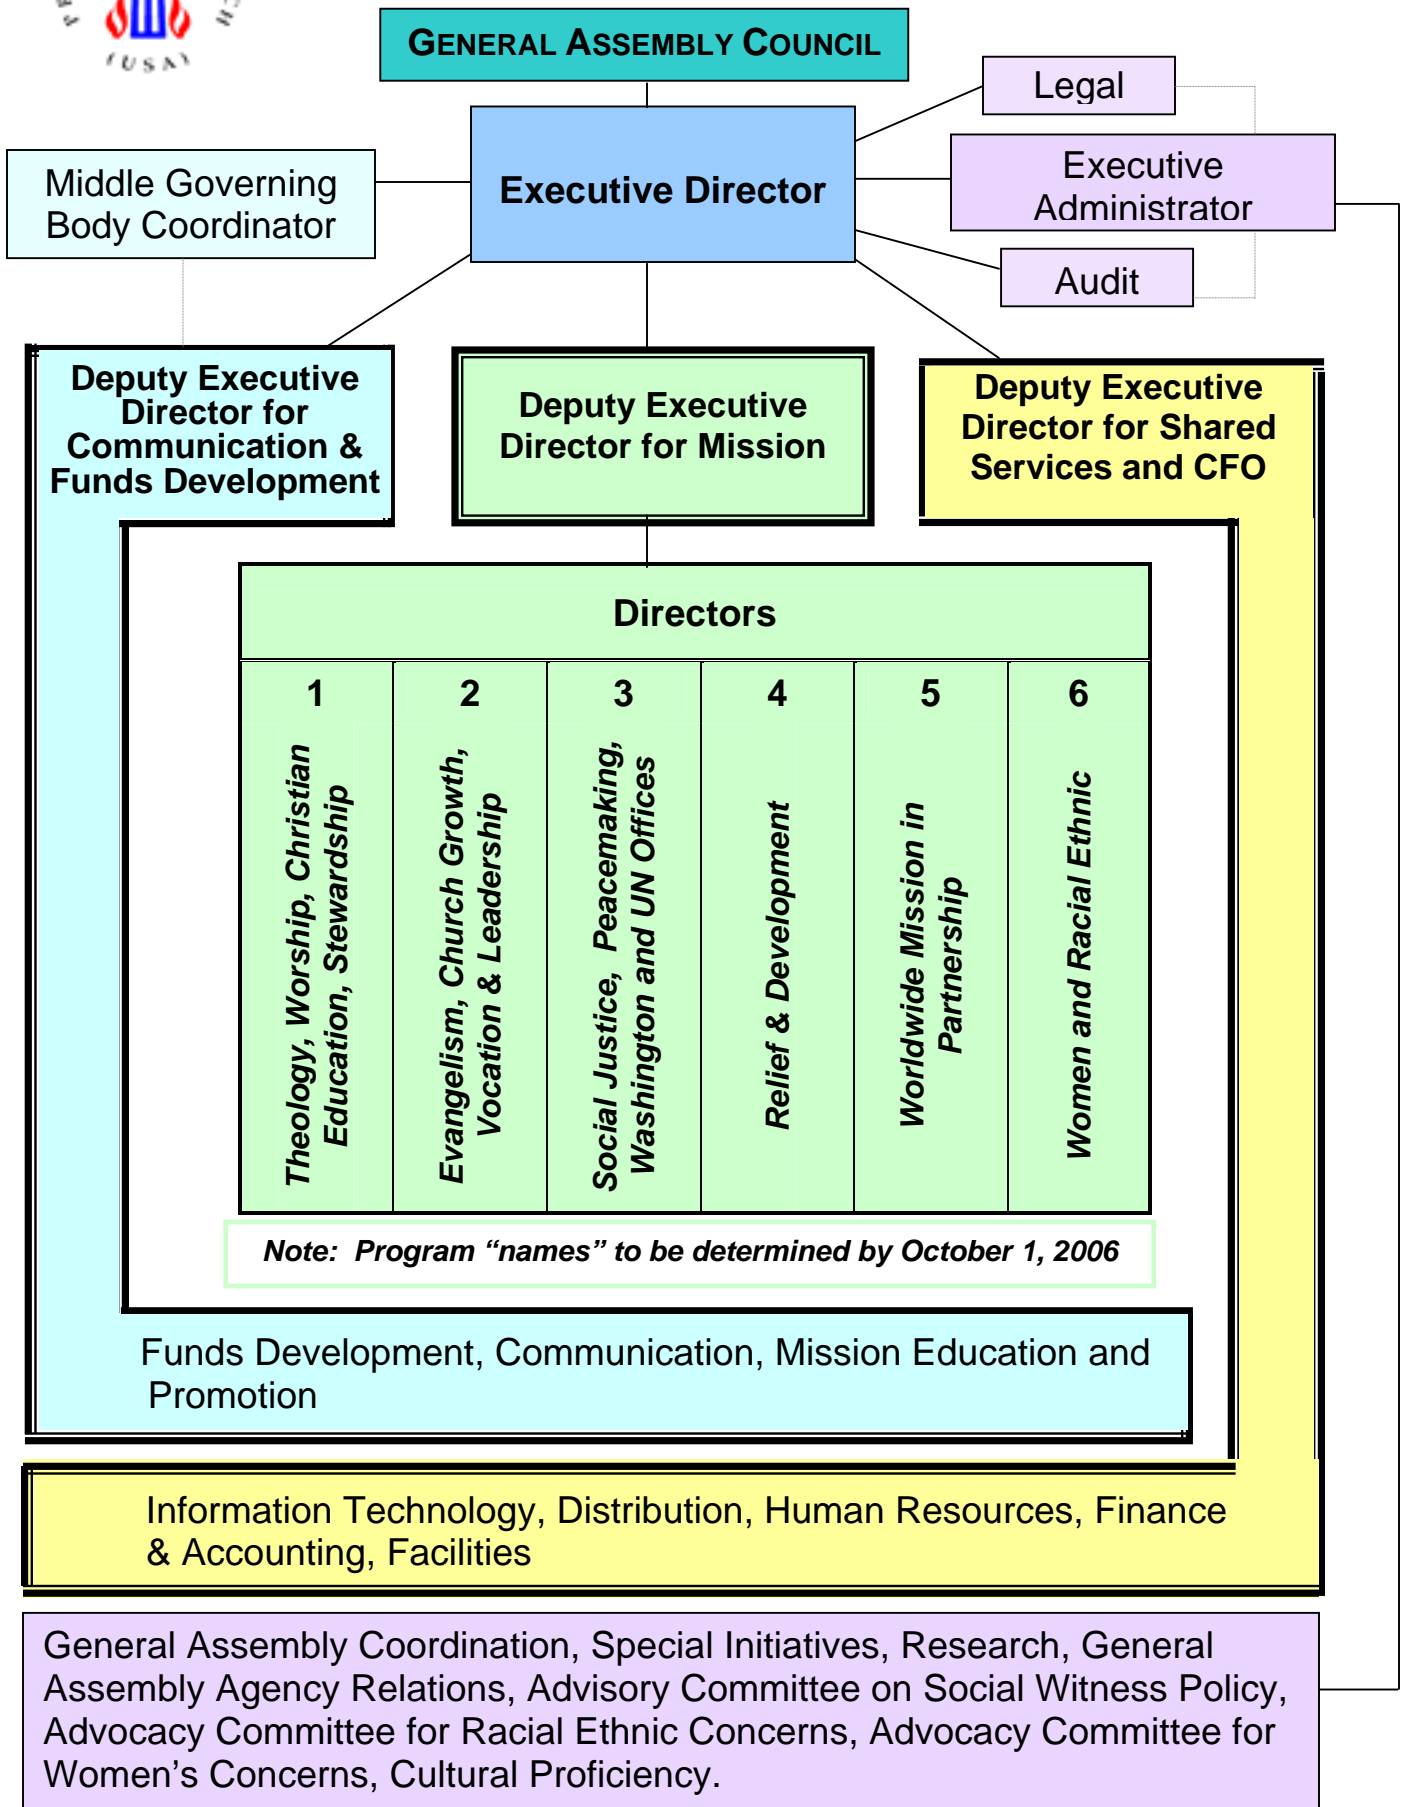 (USA)
GENERAL ASSEMBLY COUNCIL
Legal
Executive
Administrator
Middle Governing
Body Coordinator
Executive Director
Audit
Deputy Executive
Director for
Communication &
Funds Development
Deputy Executive
Director for Mission
Deputy Executive
Director for Shared
Services and CFO
Directors
1
2
3
4
5
6
Theology, Worship, Christian
Education, Stewardship
Evangelism, Church Growth,
Vocation & Leadership
Social Justice, Peacemaking,
Washington and UN Offices
Relief & Development
Worldwide Mission in
Partnership
Women and Racial Ethnic
Note: Program “names” to be determined by October 1, 2006
Funds Development, Communication, Mission Education and
Promotion
Information Technology, Distribution, Human Resources, Finance
& Accounting, Facilities
General Assembly Coordination, Special Initiatives, Research, General
Assembly Agency Relations, Advisory Committee on Social Witness Policy,
Advocacy Committee for Racial Ethnic Concerns, Advocacy Committee for
Women's Concerns, Cultural Proficiency.